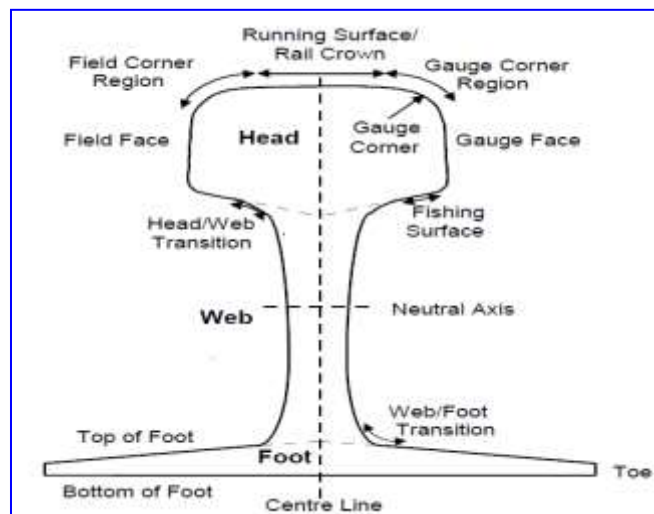 Running Surface/
Rail Crown
Field Corner
Region
Gauge Corner
Region
Field Face
Head
Gauge
Corner
Gauge Face
Head/Web
Transition
Fishing
Surface
Web
Neutral Axis
Web/Foot
Transition
Top of Foot
Foot
Toe
Bottom of Foot
Centre Line